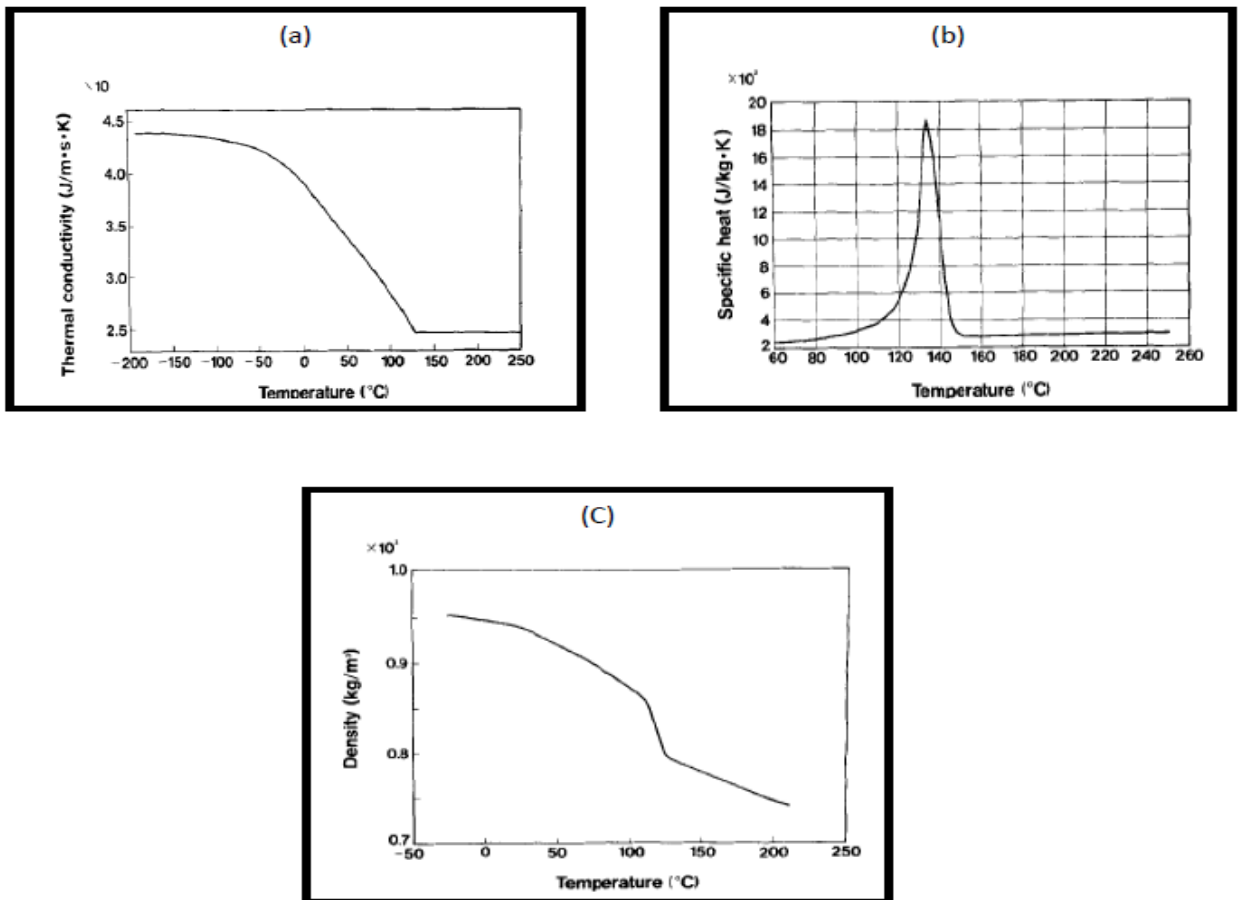 (a)
×10
Thermal conductivity (J/m•s•K)
4.5
4.0
3.5
3.0
2.5
-200 -150 -100 -50 0 50 100 150 200 250
Temperature (°C)
(b)
×10³
Specific heat (J/kg•K)
20
18
16
14
12
10
8
6
4
2
60 80 100 120 140 160 180 200 220 240 260
Temperature (°C)
(C)
×10³
Density (kg/m³)
1.0
0.9
0.8
0.7
-50 0 50 100 150 200 250
Temperature (°C)